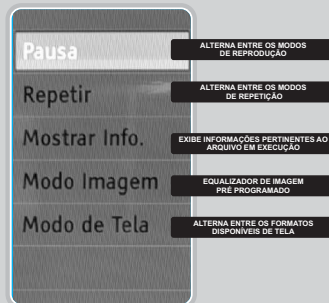 Pausa
ALTERNA ENTRE OS MODOS
DE REPRODUÇÃO
Repetir
ALTERNA ENTRE OS MODOS
DE REPETIÇÃO
Mostrar Info.
EXIBE INFORMAÇÕES PERTINENTES AO
ARQUIVO EM EXECUÇÃO
Modo Imagem
EQUALIZADOR DE IMAGEM
PRÉ PROGRAMADO
Modo de Tela
ALTERNA ENTRE OS FORMATOS
DISPONÍVEIS DE TELA